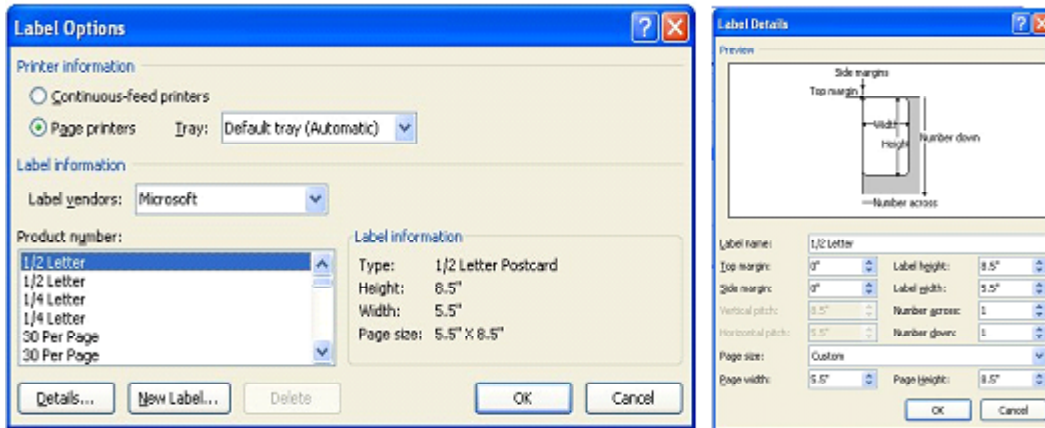 Label Options
Printer information
Continuous-feed printers
Page printers Tray: Default tray (Automatic)
Label information
Label vendors: Microsoft
Product number:
1/2 Letter
1/2 Letter
1/4 Letter
1/4 Letter
30 Per Page
30 Per Page
Label information
Type: 1/2 Letter Postcard
Height: 8.5"
Width: 5.5"
Page size: 5.5" X 8.5"
Details... New Label... Delete OK Cancel
Label Details
Preview
Side margins
Top margin
Width
Height
Number down
Number across
Label name: 1/2 Letter
Top margin: 0" Label height: 8.5"
Side margin: 0" Label width: 5.5"
Vertical pitch: 8.5" Number across: 1
Horizontal pitch: 5.5" Number down: 1
Page size: Custom
Page width: 5.5" Page Height: 8.5"
OK Cancel